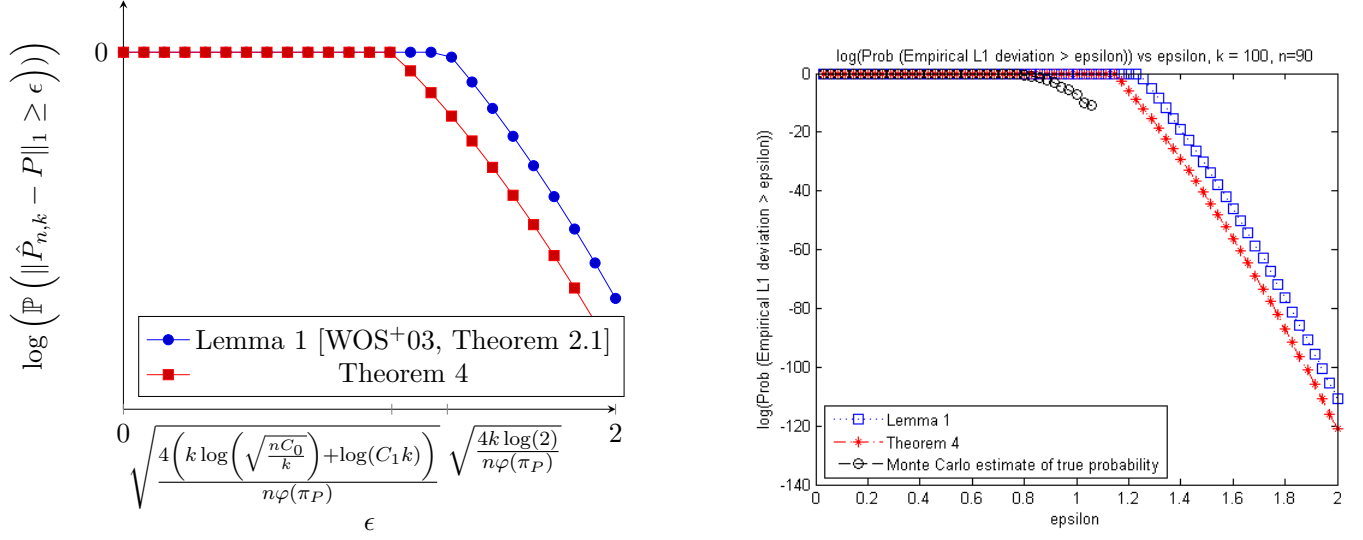 log ( ℙ ( ‖P̂_{n,k} − P‖_1 ≥ ϵ ) ) )
0
Lemma 1 [WOS^+03, Theorem 2.1]
Theorem 4
0
√(4(k log(√(nC_0/k))+log(C_1k))/nφ(π_P))
√(4k log(2)/nφ(π_P))
2
ϵ
log(Prob (Empirical L1 deviation > epsilon)) vs epsilon, k = 100, n=90
log(Prob (Empirical L1 deviation > epsilon))
0
-20
-40
-60
-80
-100
-120
-140
Lemma 1
Theorem 4
Monte Carlo estimate of true probability
0 0.2 0.4 0.6 0.8 1 1.2 1.4 1.6 1.8 2
epsilon